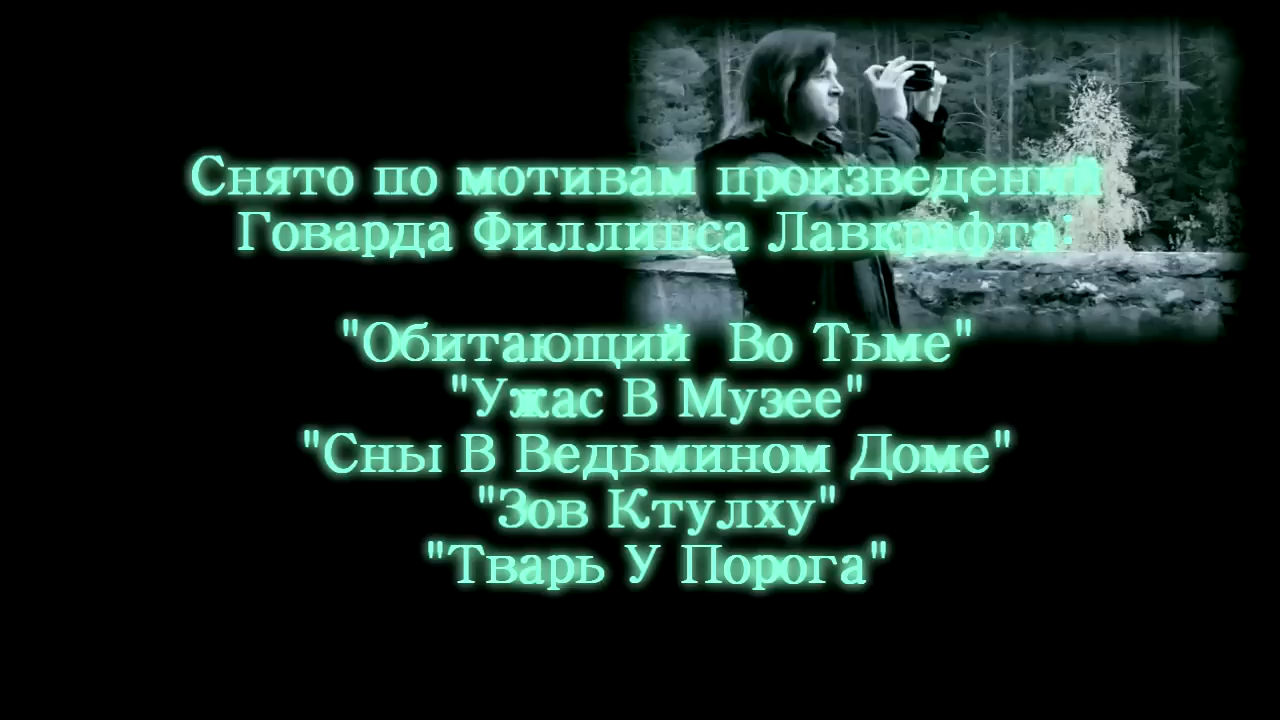 Снято по мотивам произведений
Говарда Филлипса Лавкрафта:
"Обитающий Во Тьме"
"Ужас В Музее"
"Сны В Ведьмином Доме"
"Зов Ктулху"
"Тварь У Порога"